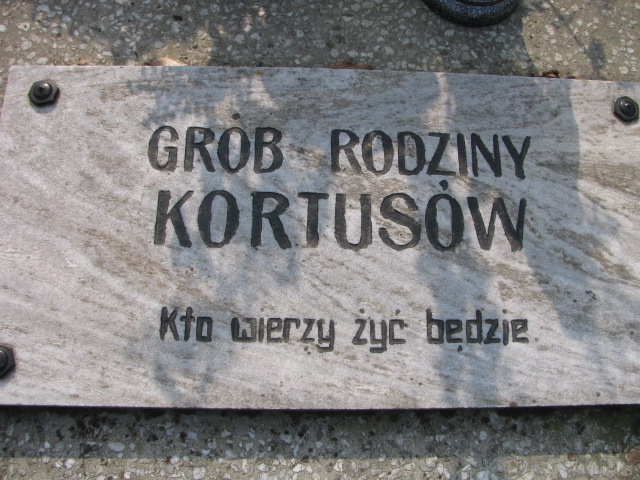 GRÓB RODZINY
KORTUSÓW
Kto wierzy żyć będzie